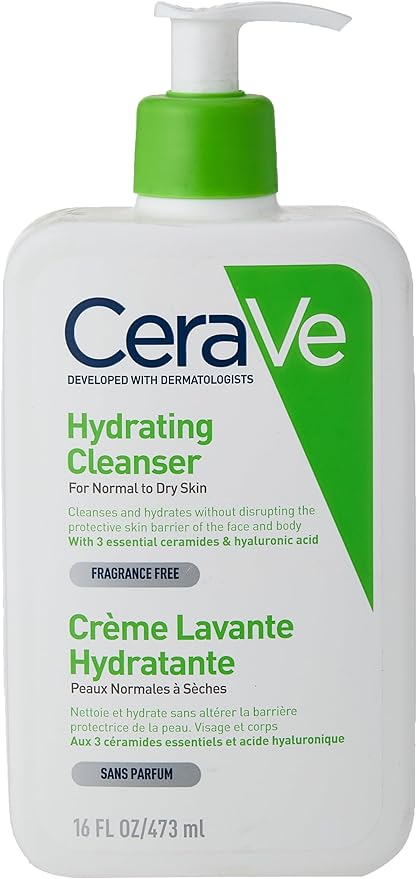 CeraVe
DEVELOPED WITH DERMATOLOGISTS
Hydrating
Cleanser
For Normal to Dry Skin
Cleanses and hydrates without disrupting the
protective skin barrier of the face and body
With 3 essential ceramides & hyaluronic acid
FRAGRANCE FREE
Crème Lavante
Hydratante
Peaux Normales à Sèches
Nettoie et hydrate sans altérer la barrière
protectrice de la peau. Visage et corps
Aux 3 céramides essentiels et acide hyaluronique
SANS PARFUM
16 FL OZ/473 ml